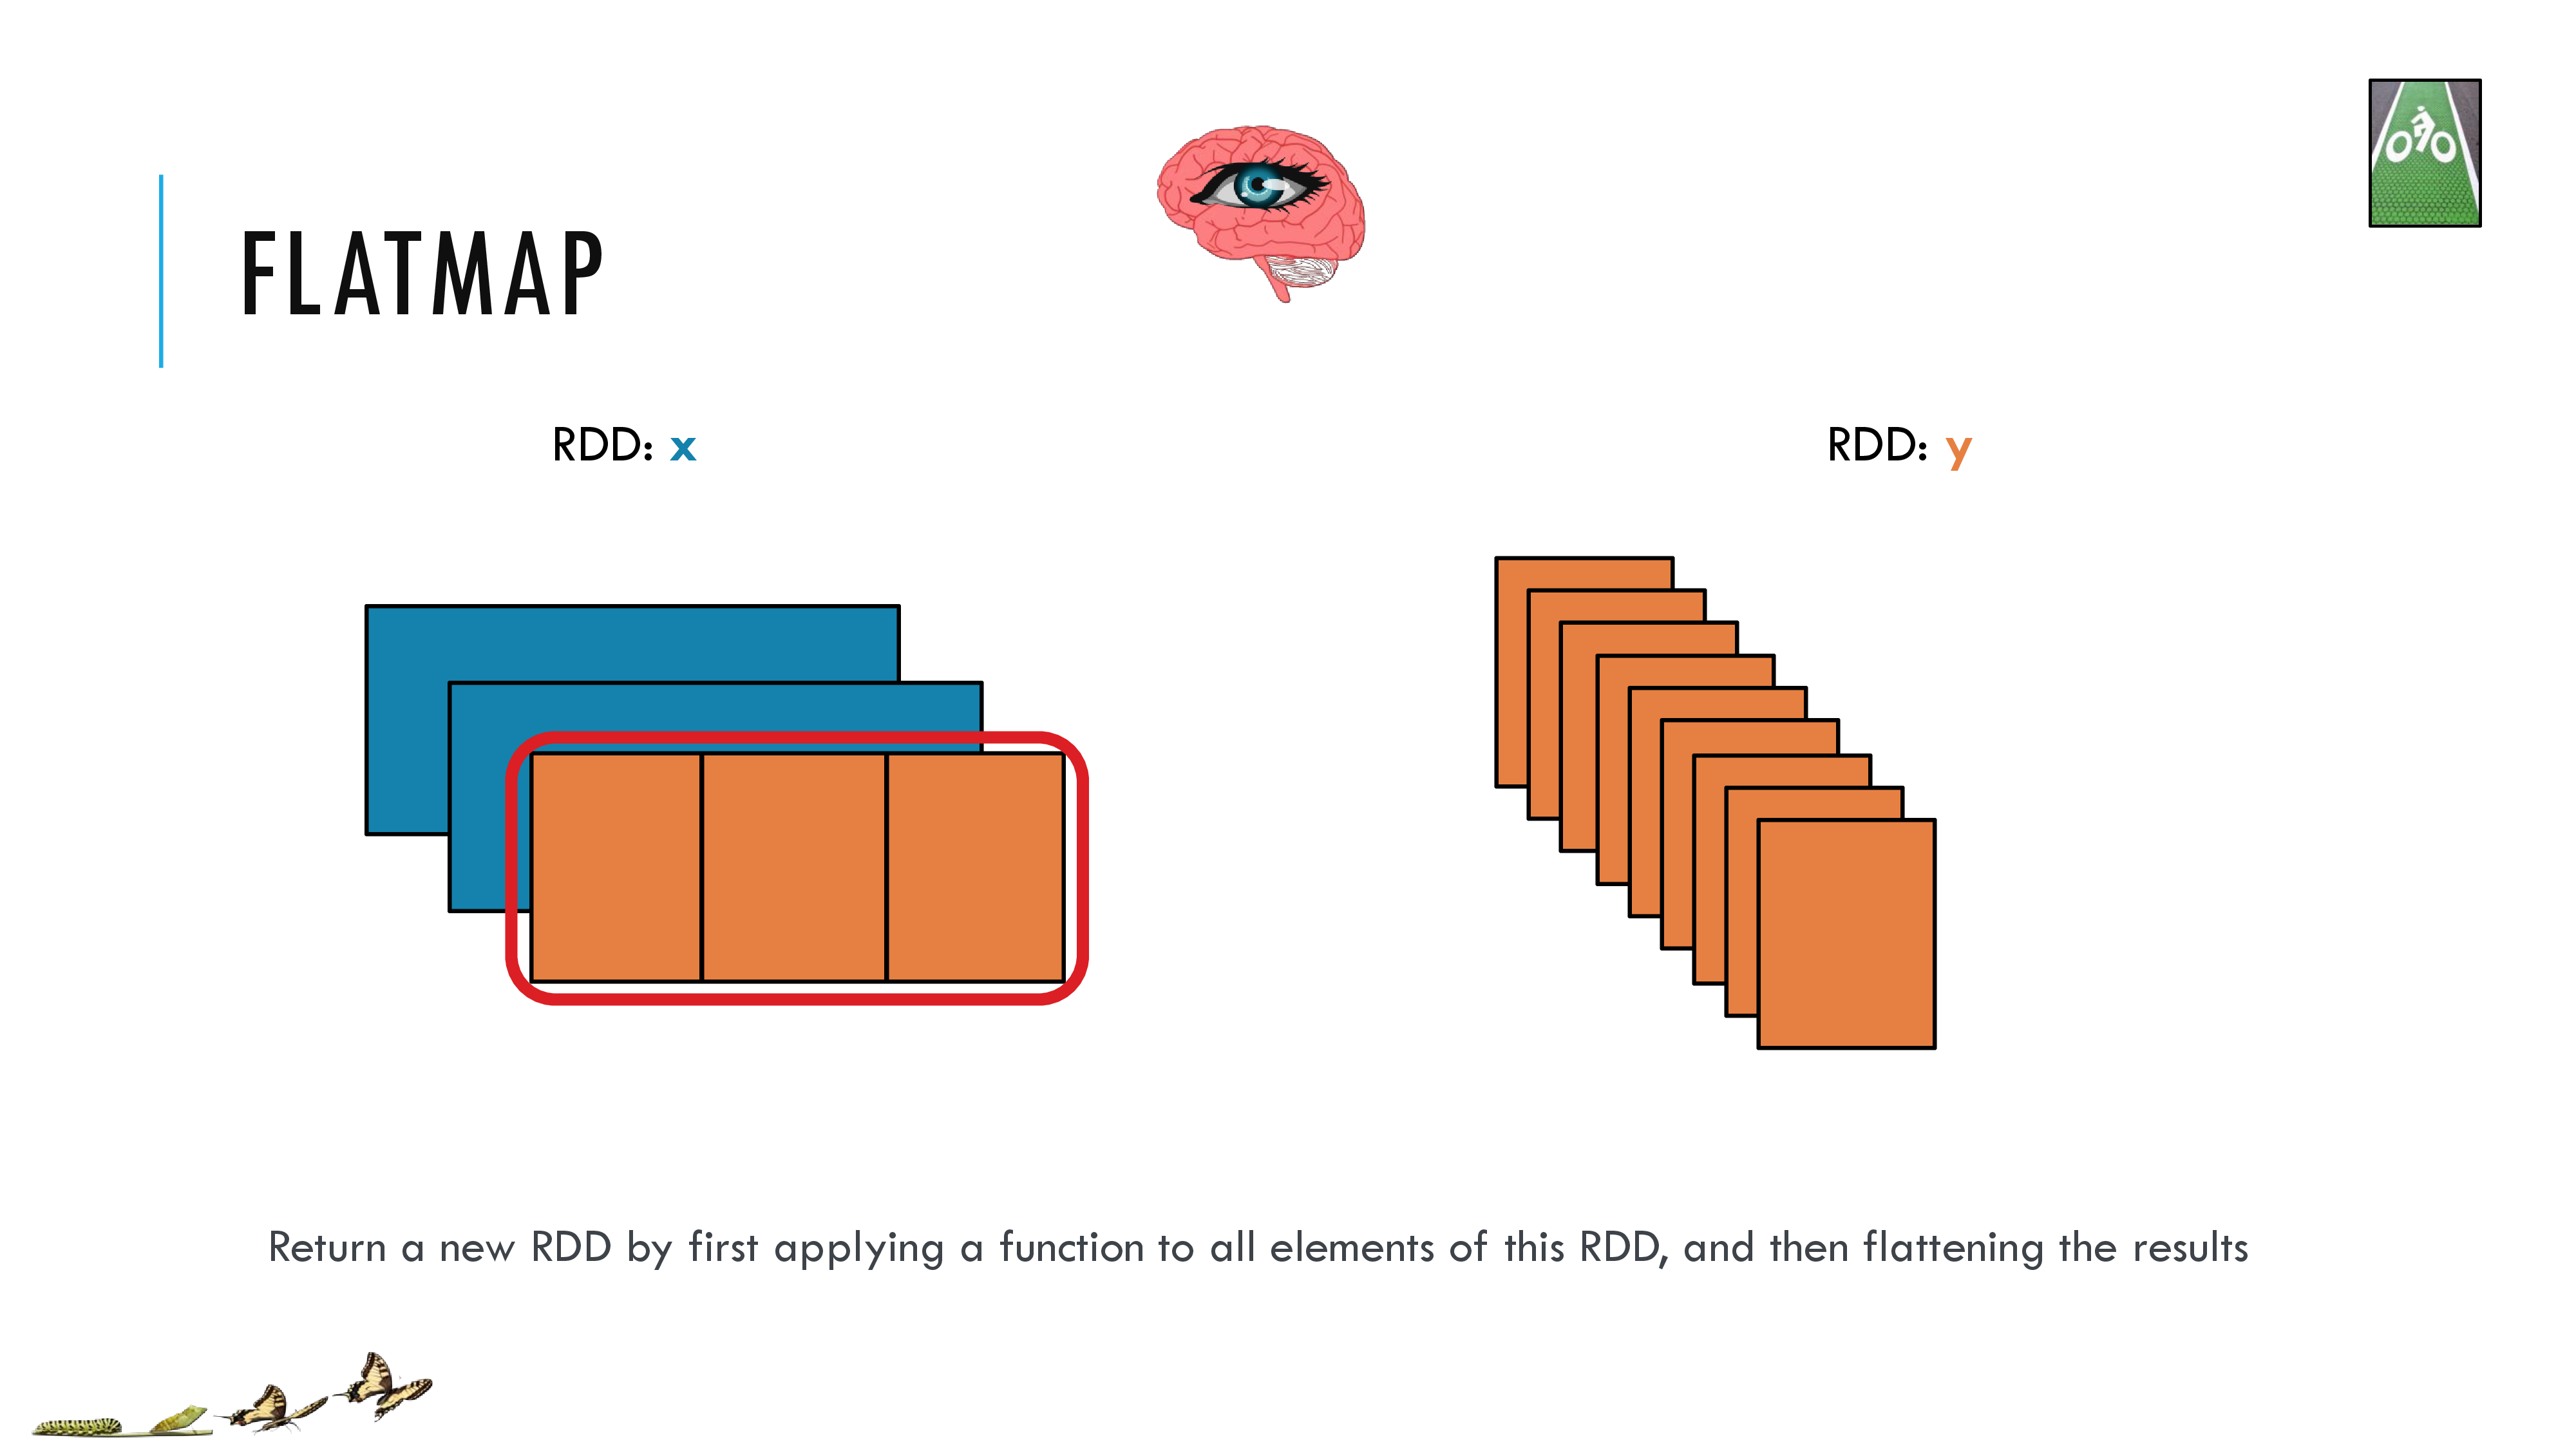 FLATMAP
RDD: x
RDD: y
Return a new RDD by first applying a function to all elements of this RDD, and then flattening the results